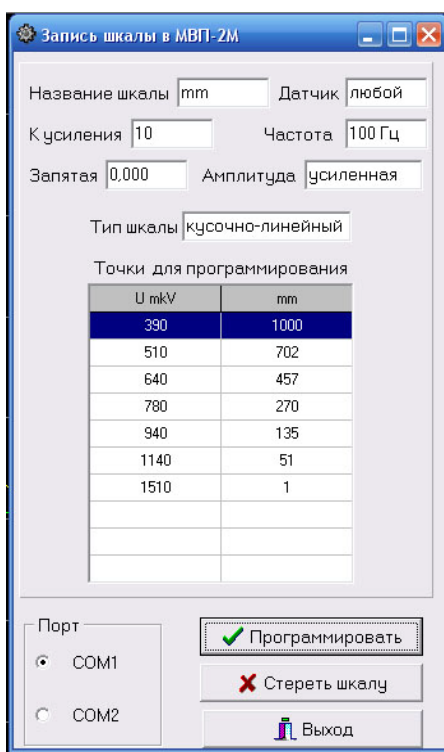 Запись шкалы в МВП-2М
Название шкалы mm Датчик любой
К усиления 10 Частота 100 Гц
Запятая 0,000 Амплитуда усиленная
Тип шкалы кусочно-линейный
Точки для программирования
U mkV mm
390 1000
510 702
640 457
780 270
940 135
1140 51
1510 1
Порт
COM1
COM2
Программировать
Стереть шкалу
Выход